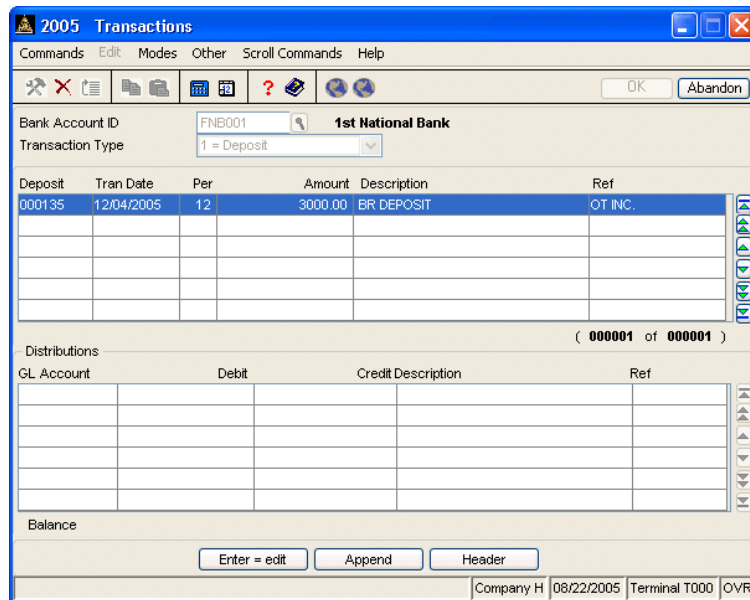 2005 Transactions
Commands Edit Modes Other Scroll Commands Help
OK Abandon
Bank Account ID FNB001 1st National Bank
Transaction Type 1 = Deposit
Deposit Tran Date Per Amount Description Ref
000135 12/04/2005 12 3000.00 BR DEPOSIT OT INC.
( 000001 of 000001 )
Distributions
GL Account Debit Credit Description Ref
Balance
Enter = edit Append Header
Company H 08/22/2005 Terminal T000 OVR